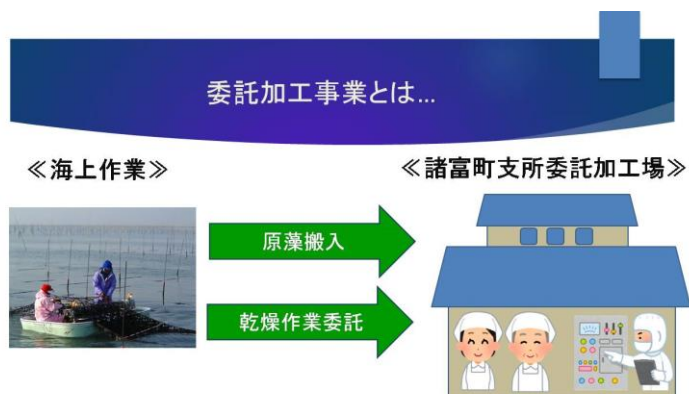 委託加工事業とは...
≪海上作業≫
≪諸富町支所委託加工場≫
原藻搬入
乾燥作業委託